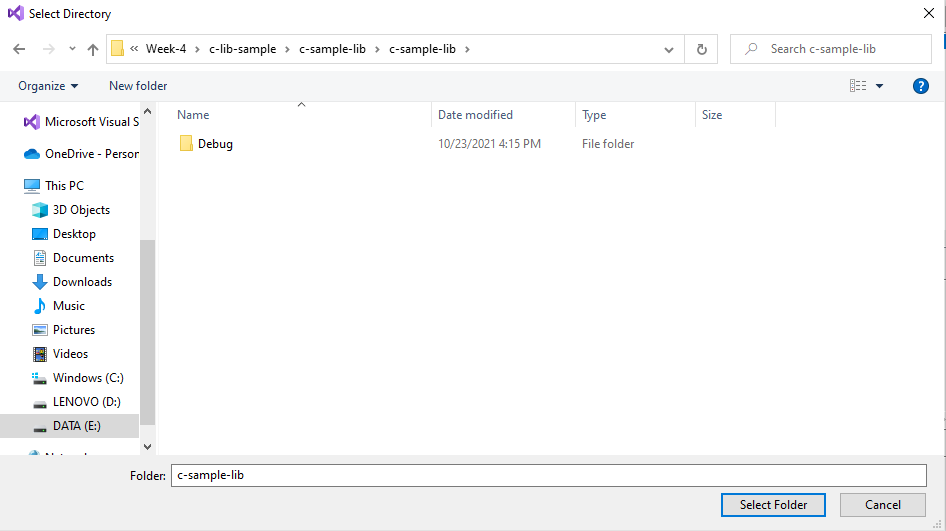 Select Directory
« Week-4 › c-lib-sample › c-sample-lib › c-sample-lib ›
Search c-sample-lib
Organize
New folder
?
Name
Date modified
Type
Size
Debug
10/23/2021 4:15 PM
File folder
Microsoft Visual S
OneDrive - Person
This PC
3D Objects
Desktop
Documents
Downloads
Music
Pictures
Videos
Windows (C:)
LENOVO (D:)
DATA (E:)
Folder:
c-sample-lib
Select Folder
Cancel